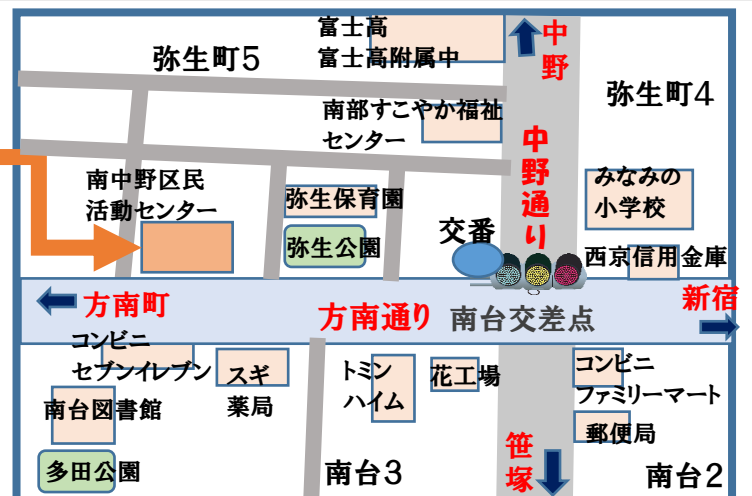 富士高
富士高附属中
中野
弥生町5
弥生町4
南部すこやか福祉
センター
中野通り
南中野区民
活動センター
みなみの
小学校
弥生保育園
弥生公園
交番
西京信用金庫
方南町
方南通り
南台交差点
新宿
コンビニ
セブンイレブン
スギ
薬局
トミン
ハイム
花工場
コンビニ
ファミリーマート
南台図書館
郵便局
多田公園
南台3
笹塚
南台2